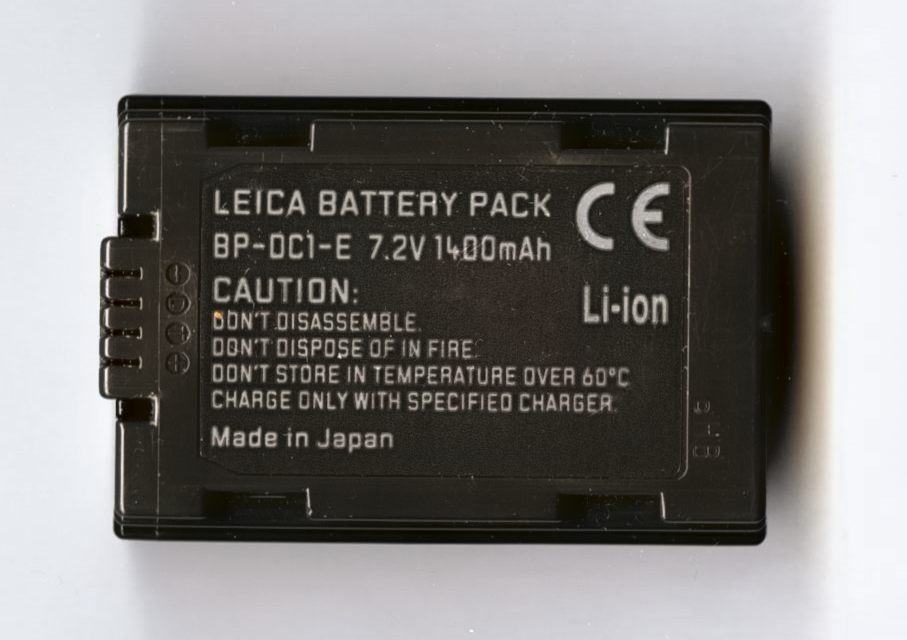 LEICA BATTERY PACK
BP-DC1-E 7.2V 1400mAh
CE
CAUTION:
Li-ion
DON'T DISASSEMBLE.
DON'T DISPOSE OF IN FIRE.
DON'T STORE IN TEMPERATURE OVER 60°C
CHARGE ONLY WITH SPECIFIED CHARGER.
Made in Japan